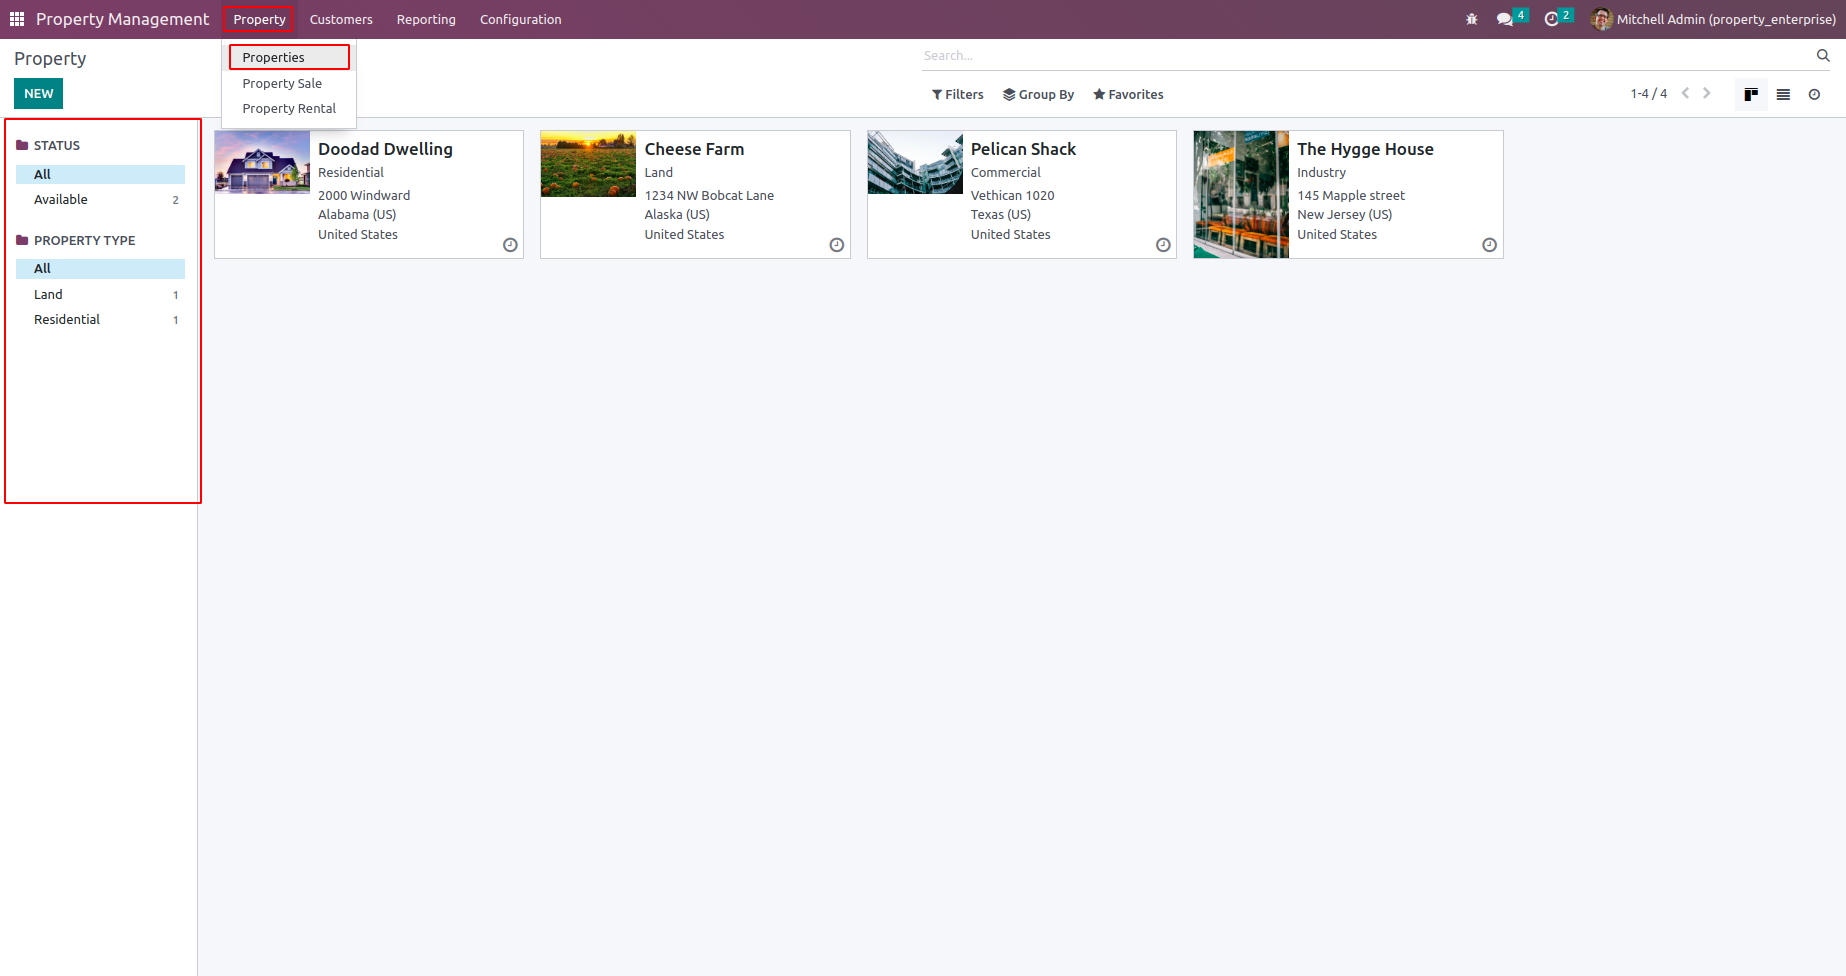 Property Management Property Customers Reporting Configuration 4 2 Mitchell Admin (property_enterprise)
Property
Search...
NEW
Properties
Property Sale
Property Rental
Filters Group By Favorites 1-4 / 4
STATUS
All
Available 2
PROPERTY TYPE
All
Land 1
Residential 1
Doodad Dwelling
Residential
2000 Windward
Alabama (US)
United States
Cheese Farm
Land
1234 NW Bobcat Lane
Alaska (US)
United States
Pelican Shack
Commercial
Vethican 1020
Texas (US)
United States
The Hygge House
Industry
145 Mapple street
New Jersey (US)
United States